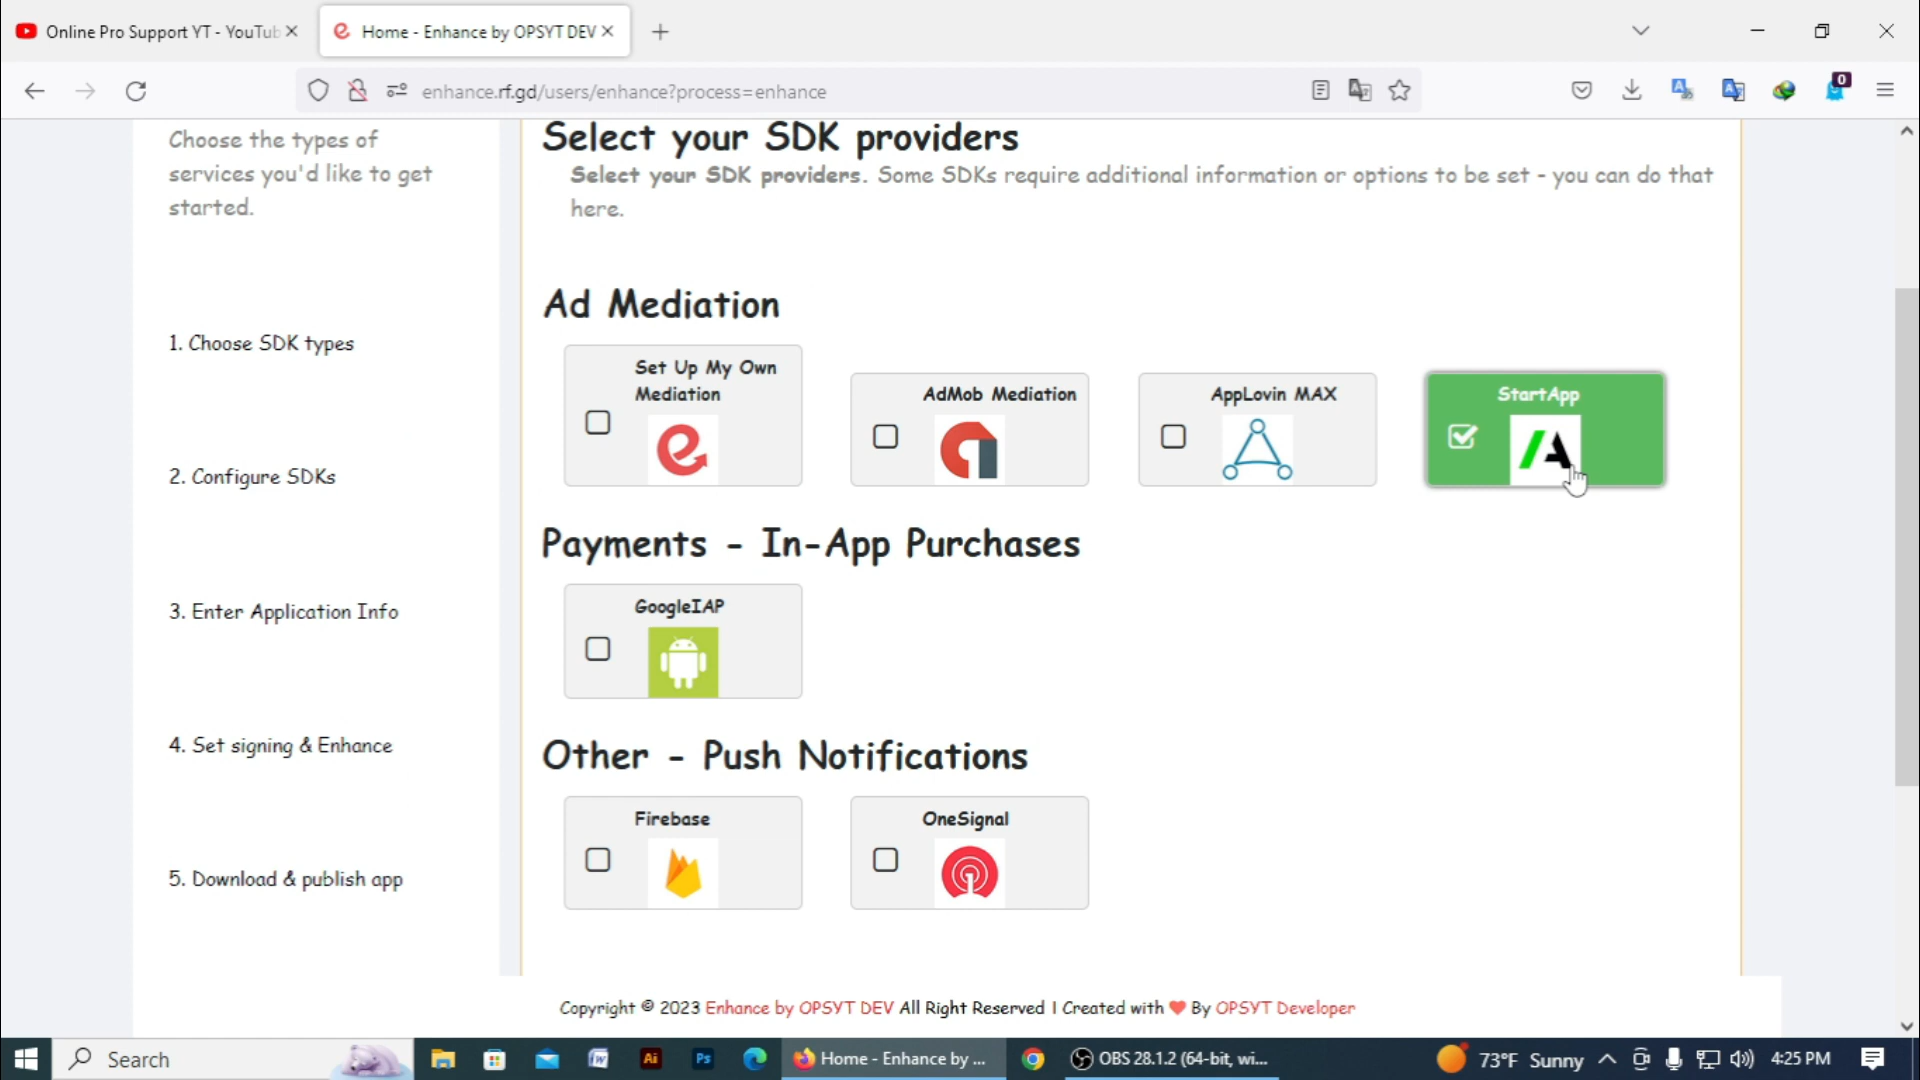 Online Pro Support YT - YouTub
Home - Enhance by OPSYT DEV
enhance.rf.gd/users/enhance?process=enhance
0
Choose the types of
services you'd like to get
started.
1. Choose SDK types
2. Configure SDKs
3. Enter Application Info
4. Set signing & Enhance
5. Download & publish app
Select your SDK providers
Select your SDK providers. Some SDKs require additional information or options to be set - you can do that
here.
Ad Mediation
Set Up My Own
Mediation
AdMob Mediation
AppLovin MAX
StartApp
Payments - In-App Purchases
GoogleIAP
Other - Push Notifications
Firebase
OneSignal
Copyright © 2023 Enhance by OPSYT DEV All Right Reserved | Created with ❤ By OPSYT Developer
Search
Ai
Ps
Home - Enhance by ...
OBS 28.1.2 (64-bit, wi...
73°F Sunny
4:25 PM